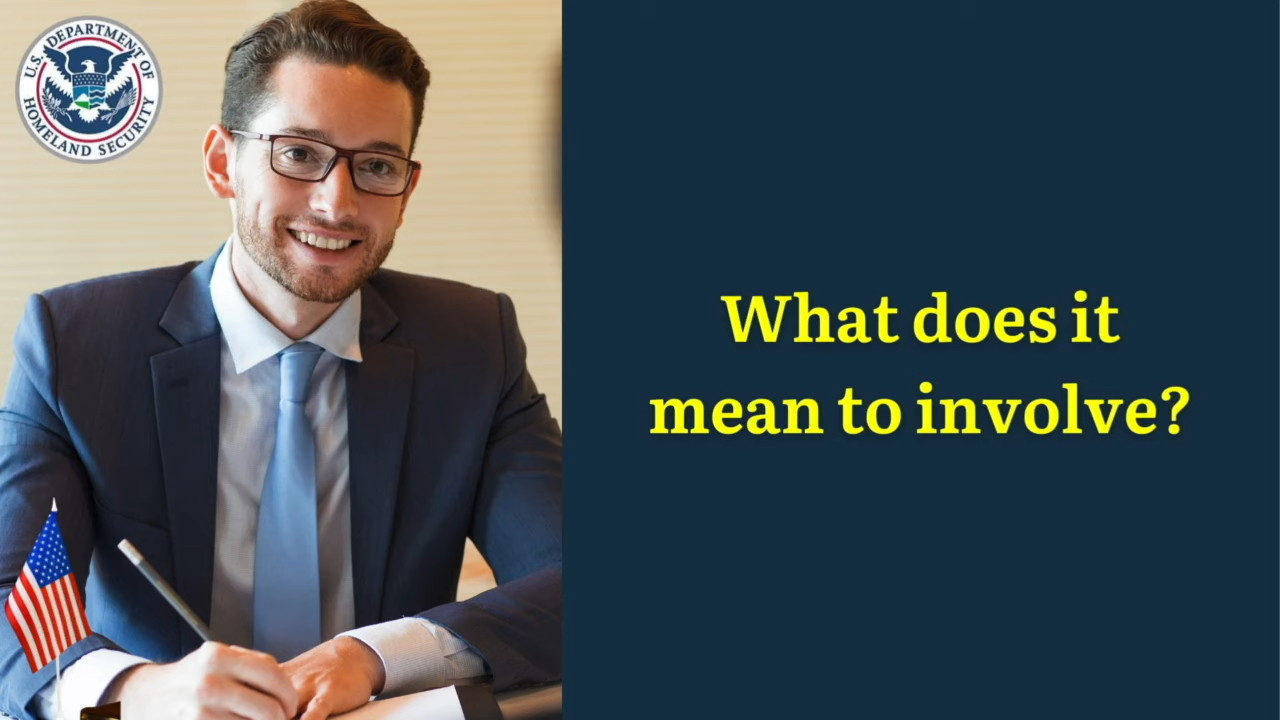 U.S. DEPARTMENT OF
HOMELAND SECURITY
What does it
mean to involve?